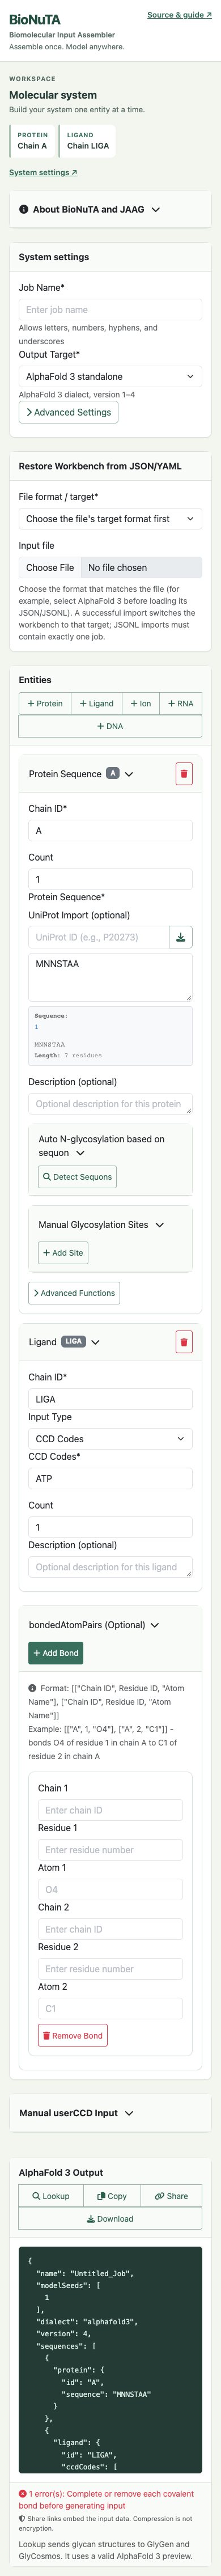 BioNuTA
Source & guide ↗
Biomolecular Input Assembler
Assemble once. Model anywhere.
WORKSPACE
Molecular system
Build your system one entity at a time.
PROTEIN
Chain A
LIGAND
Chain LIGA
System settings ↗
About BioNuTA and JAAG
System settings
Job Name*
Enter job name
Allows letters, numbers, hyphens, and
underscores
Output Target*
AlphaFold 3 standalone
AlphaFold 3 dialect, version 1–4
Advanced Settings
Restore Workbench from JSON/YAML
File format / target*
Choose the file's target format first
Input file
Choose File No file chosen
Choose the format that matches the file (for
example, select AlphaFold 3 before loading its
JSON/JSONL). A successful import switches the
workbench to that target; JSONL imports must
contain exactly one job.
Entities
+ Protein
+ Ligand
+ Ion
+ RNA
+ DNA
Protein Sequence A
Chain ID*
A
Count
1
Protein Sequence*
UniProt Import (optional)
UniProt ID (e.g., P20273)
MNNSTAA
Sequence:
1
MNNSTAA
Length: 7 residues
Description (optional)
Optional description for this protein
Auto N-glycosylation based on
sequon
Detect Sequons
Manual Glycosylation Sites
+ Add Site
Advanced Functions
Ligand LIGA
Chain ID*
LIGA
Input Type
CCD Codes
CCD Codes*
ATP
Count
1
Description (optional)
Optional description for this ligand
bondedAtomPairs (Optional)
+ Add Bond
Format: [["Chain ID", Residue ID, "Atom
Name"], ["Chain ID", Residue ID, "Atom
Name"]]
Example: [["A", 1, "O4"], ["A", 2, "C1"]] -
bonds O4 of residue 1 in chain A to C1 of
residue 2 in chain A
Chain 1
Enter chain ID
Residue 1
Enter residue number
Atom 1
O4
Chain 2
Enter chain ID
Residue 2
Enter residue number
Atom 2
C1
Remove Bond
Manual userCCD Input
AlphaFold 3 Output
Lookup
Copy
Share
Download
{
"name": "Untitled_Job",
"modelSeeds": [
1
],
"dialect": "alphafold3",
"version": 4,
"sequences": [
{
"protein": {
"id": "A",
"sequence": "MNNSTAA"
}
},
{
"ligand": {
"id": "LIGA",
"ccdCodes": [
1 error(s): Complete or remove each covalent
bond before generating input
Share links embed the input data. Compression is not
encryption.
Lookup sends glycan structures to GlyGen and
GlyCosmos. It uses a valid AlphaFold 3 preview.